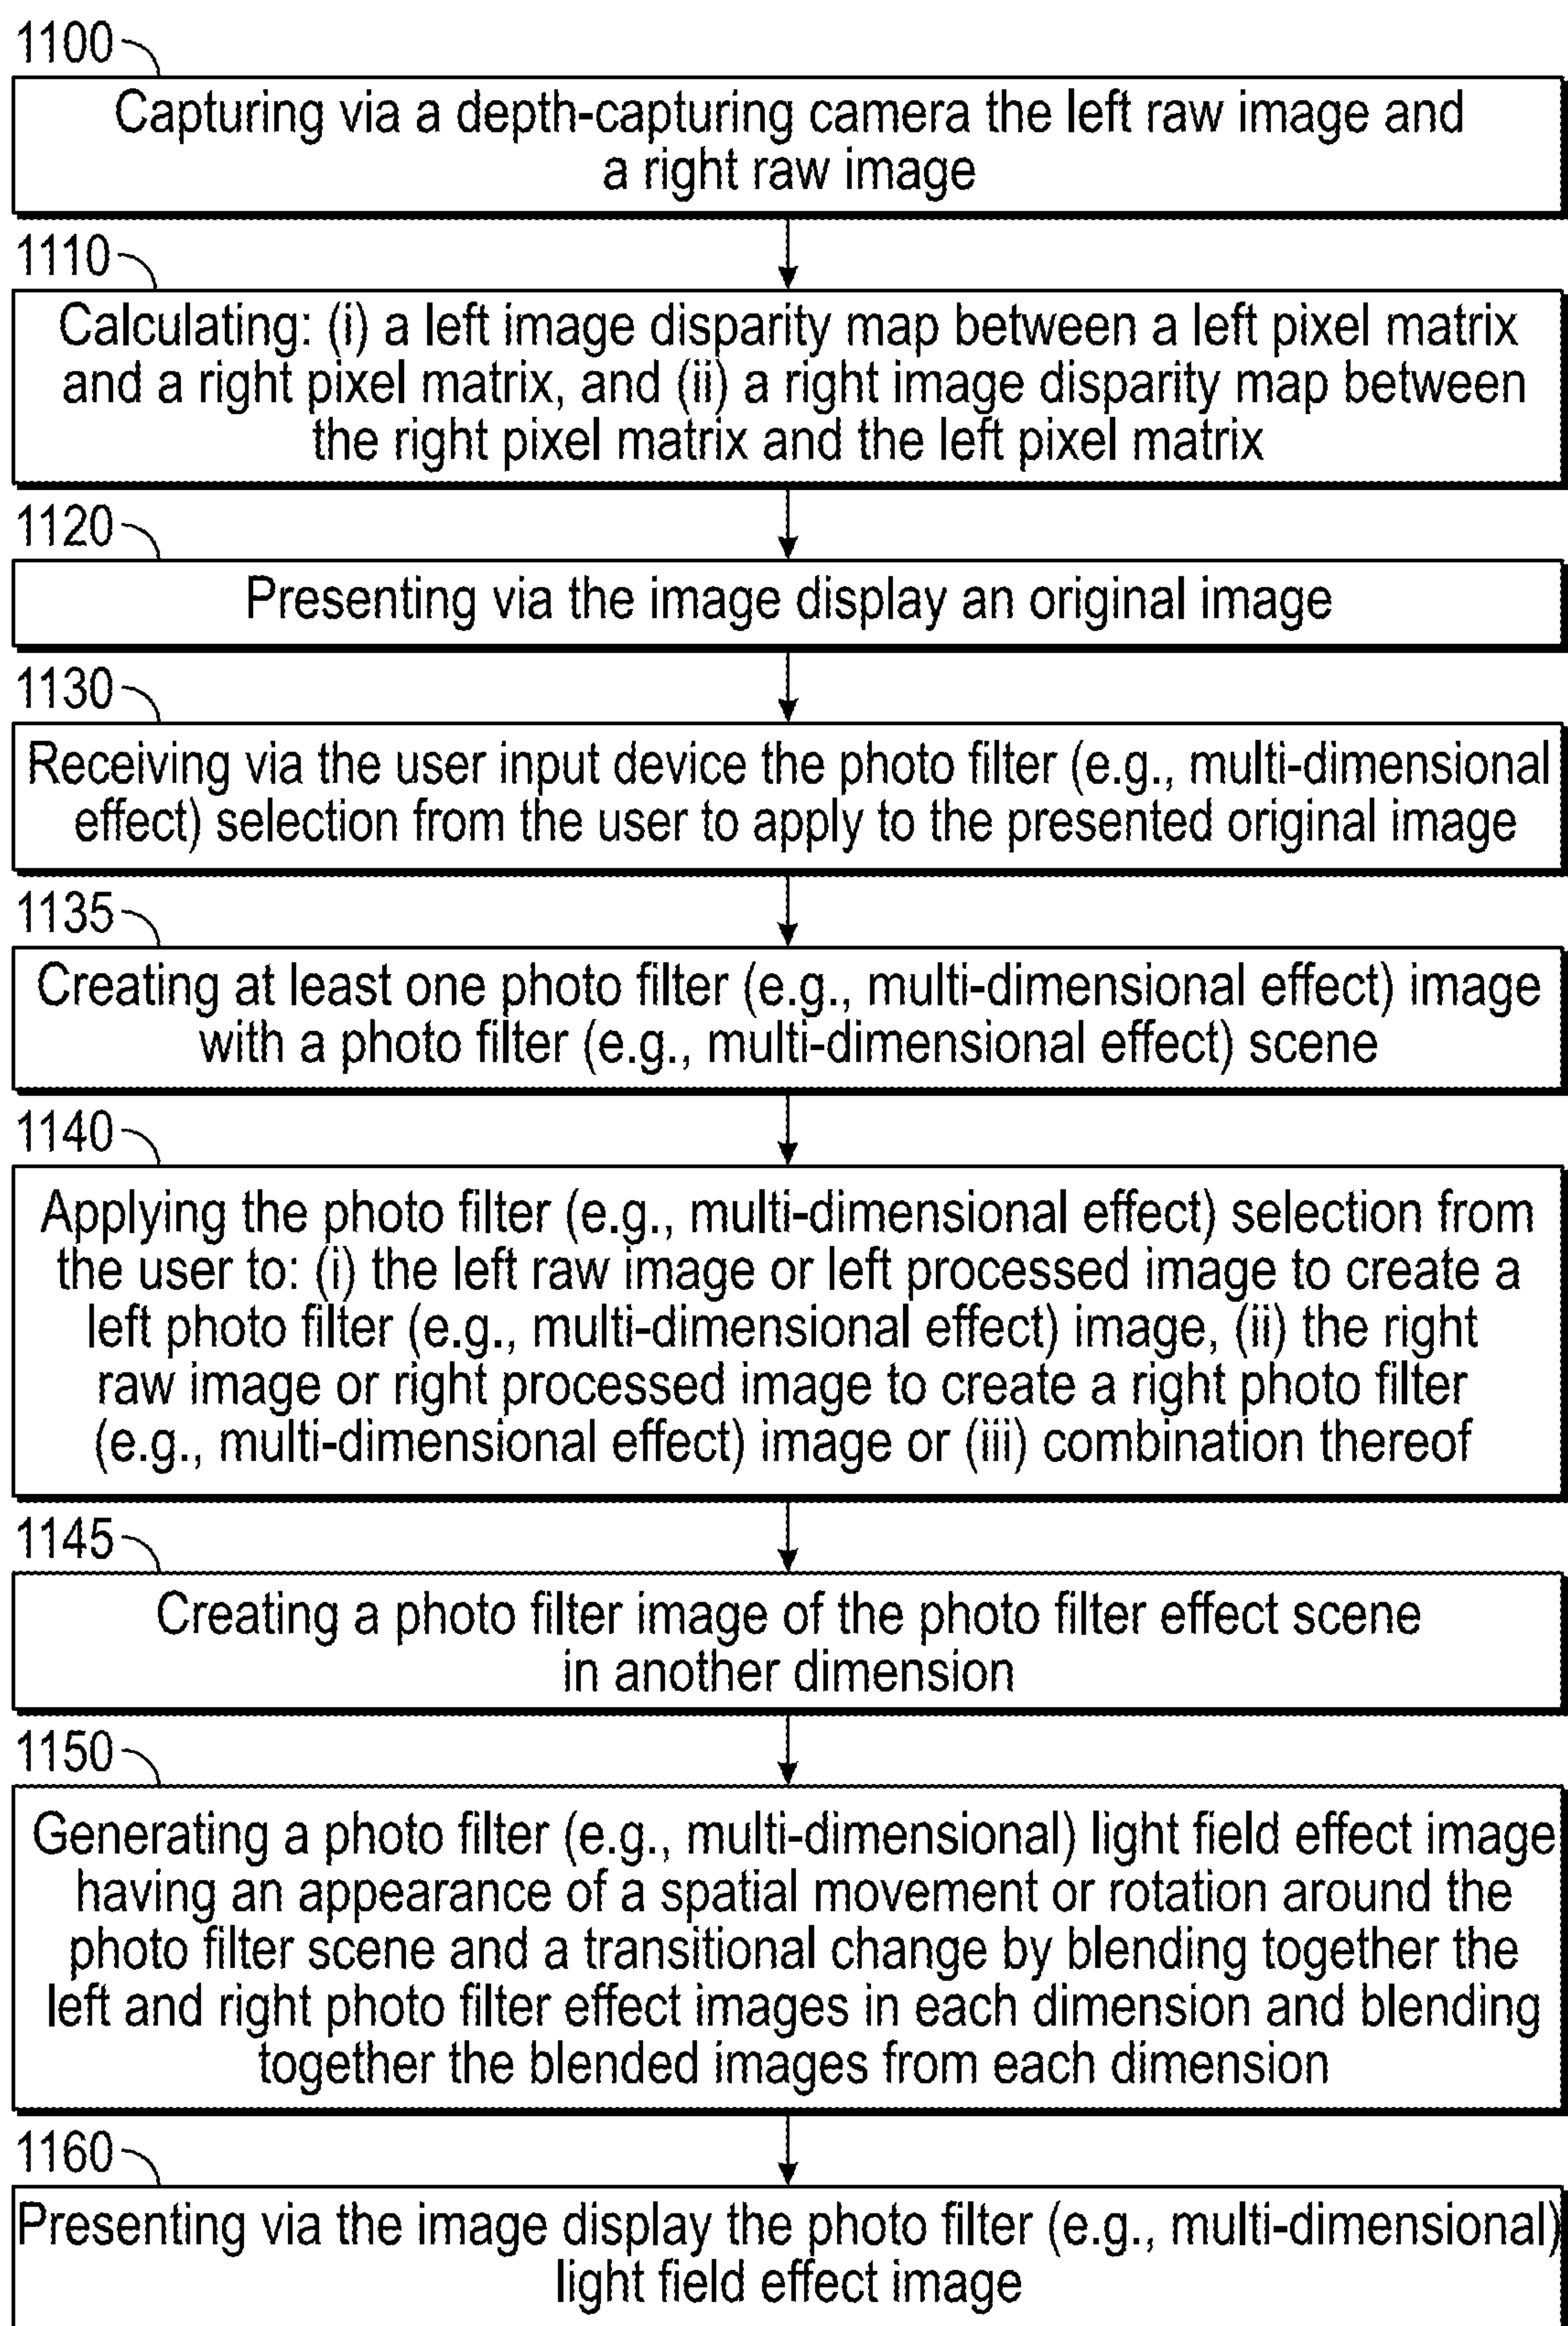 1100
Capturing via a depth-capturing camera the left raw image and
a right raw image
1110
Calculating: (i) a left image disparity map between a left pixel matrix
and a right pixel matrix, and (ii) a right image disparity map between
the right pixel matrix and the left pixel matrix
1120
Presenting via the image display an original image
1130
Receiving via the user input device the photo filter (e.g., multi-dimensional
effect) selection from the user to apply to the presented original image
1135
Creating at least one photo filter (e.g., multi-dimensional effect) image
with a photo filter (e.g., multi-dimensional effect) scene
1140
Applying the photo filter (e.g., multi-dimensional effect) selection from
the user to: (i) the left raw image or left processed image to create a
left photo filter (e.g., multi-dimensional effect) image, (ii) the right
raw image or right processed image to create a right photo filter
(e.g., multi-dimensional effect) image or (iii) combination thereof
1145
Creating a photo filter image of the photo filter effect scene
in another dimension
1150
Generating a photo filter (e.g., multi-dimensional) light field effect image
having an appearance of a spatial movement or rotation around the
photo filter scene and a transitional change by blending together the
left and right photo filter effect images in each dimension and blending
together the blended images from each dimension
1160
Presenting via the image display the photo filter (e.g., multi-dimensional)
light field effect image